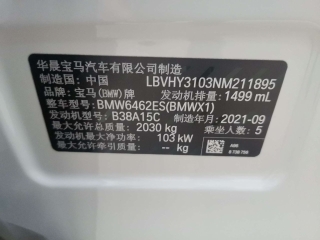 华晨宝马汽车有限公司制造
制造国：中国 LBVHY3103NM211895
品牌：宝马(BMW)牌 发动机排量：1499 mL
整车型号：BMW6462ES(BMWX1)
发动机型号：B38A15C 制造年月：2021-09
最大允许总质量：2030 kg 乘坐人数：5
发动机最大净功率：103 kW
最大允许牵引质量：-- kg